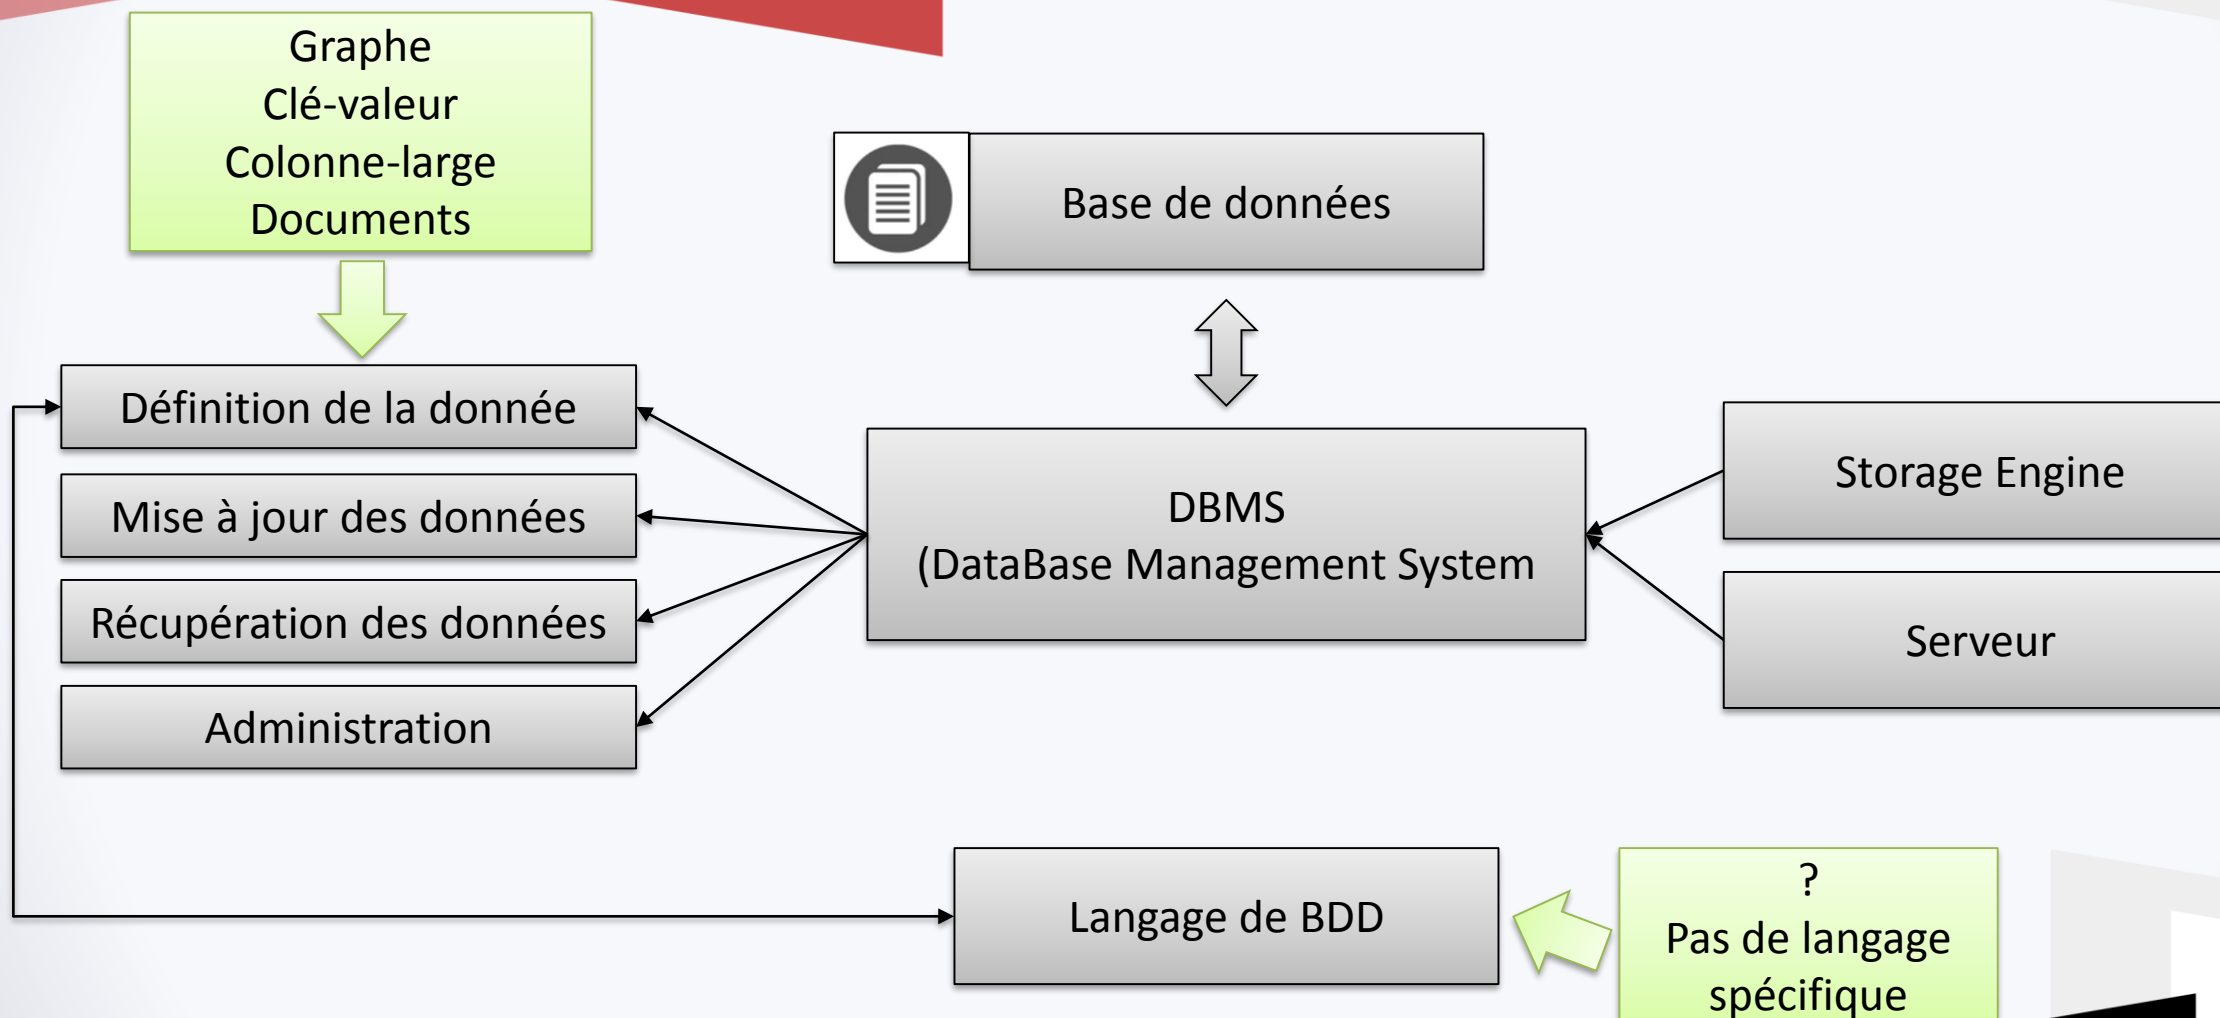 Graphe
Clé-valeur
Colonne-large
Documents
Base de données
Définition de la donnée
Mise à jour des données
Récupération des données
Administration
DBMS
(DataBase Management System
Storage Engine
Serveur
Langage de BDD
?
Pas de langage
spécifique